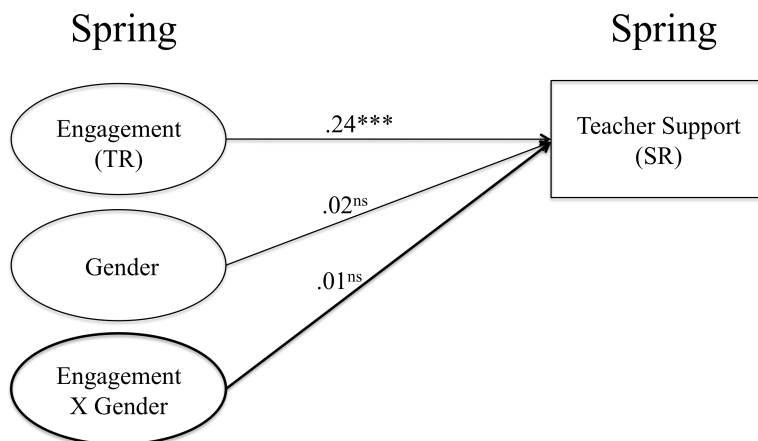 Spring
Spring
Engagement
(TR)
.24***
Teacher Support
(SR)
.02ns
Gender
.01ns
Engagement
X Gender